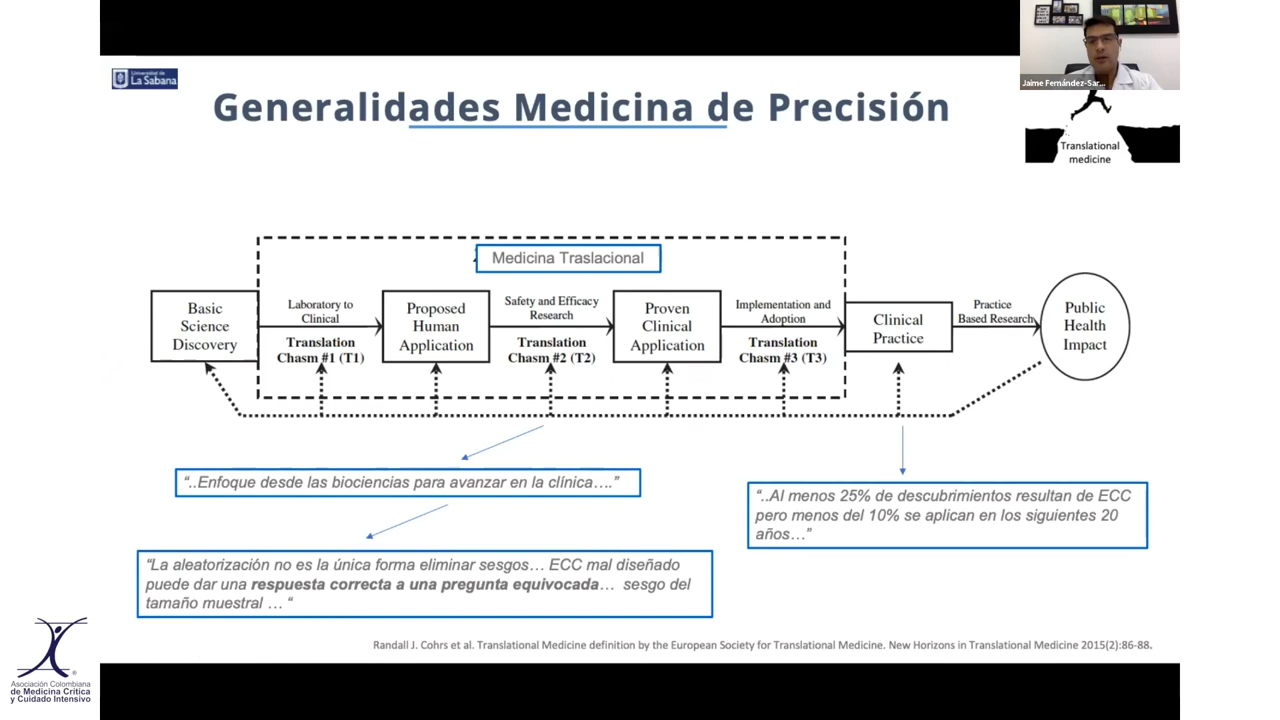 Universidad de
La Sabana
Generalidades Medicina de Precisión
Jaime Fernández-Sar...
Translational
medicine
Medicina Traslacional
Basic
Science
Discovery
Laboratory to
Clinical
Translation
Chasm #1 (T1)
Proposed
Human
Application
Safety and Efficacy
Research
Translation
Chasm #2 (T2)
Proven
Clinical
Application
Implementation and
Adoption
Translation
Chasm #3 (T3)
Clinical
Practice
Practice
Based Research
Public
Health
Impact
“..Enfoque desde las biociencias para avanzar en la clínica….”
“..Al menos 25% de descubrimientos resultan de ECC
pero menos del 10% se aplican en los siguientes 20
años…”
“La aleatorización no es la única forma eliminar sesgos… ECC mal diseñado
puede dar una respuesta correcta a una pregunta equivocada… sesgo del
tamaño muestral … “
Randall J. Cohrs et al. Translational Medicine definition by the European Society for Translational Medicine. New Horizons in Translational Medicine 2015(2):86-88.
Asociación Colombiana
de Medicina Crítica
y Cuidado Intensivo